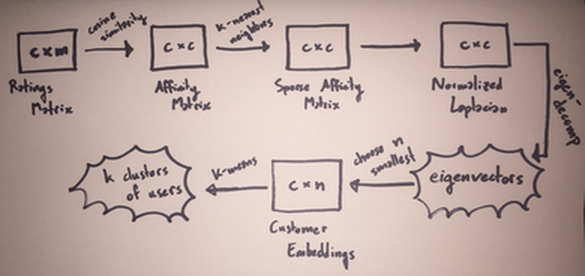 c x m
cosine
similarity
c x c
k-nearest
neighbors
c x c
c x c
Ratings
Matrix
Affinity
Matrix
Sparse Affinity
Matrix
Normalized
Laplacian
eigen-
decomp
k clusters
of users
K-means
c x n
choose n
smallest
eigenvectors
Customer
Embeddings